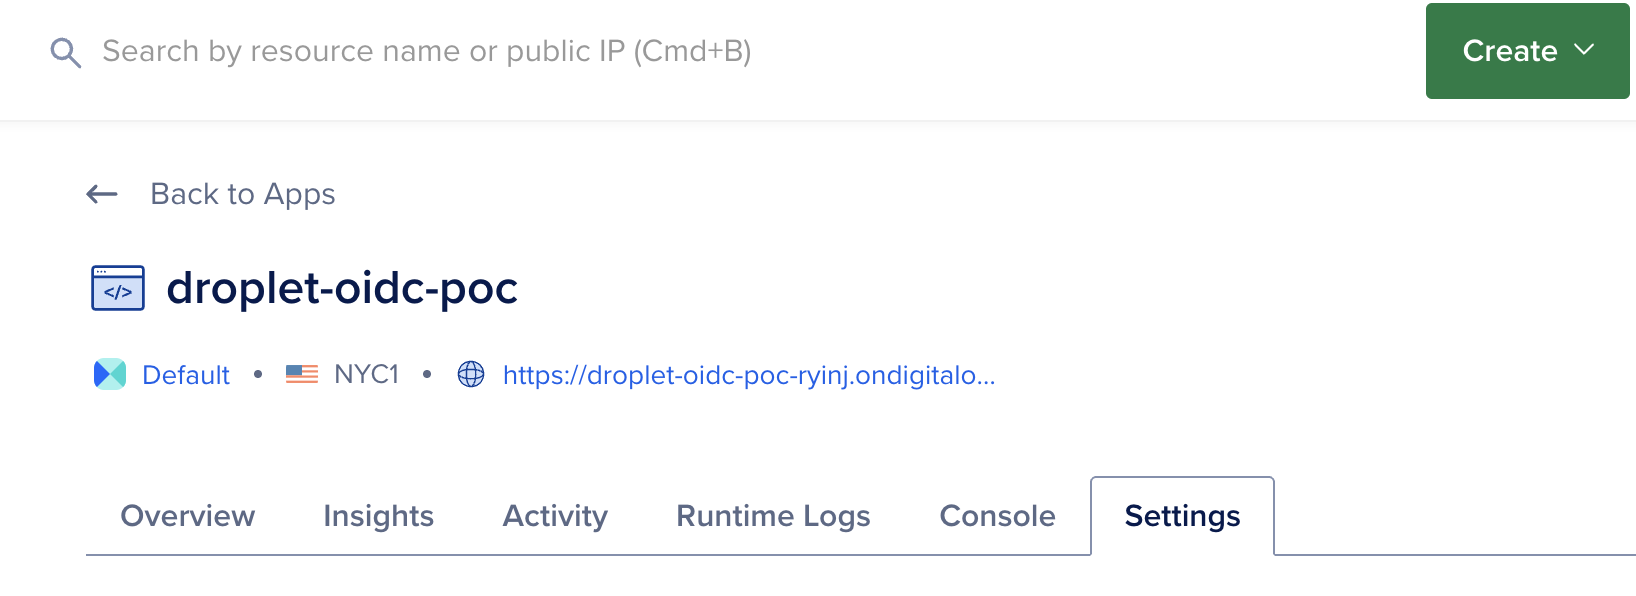 Search by resource name or public IP (Cmd+B)
Create
Back to Apps
</>
droplet-oidc-poc
Default • NYC1 • https://droplet-oidc-poc-ryinj.ondigitalo...
Overview Insights Activity Runtime Logs Console Settings